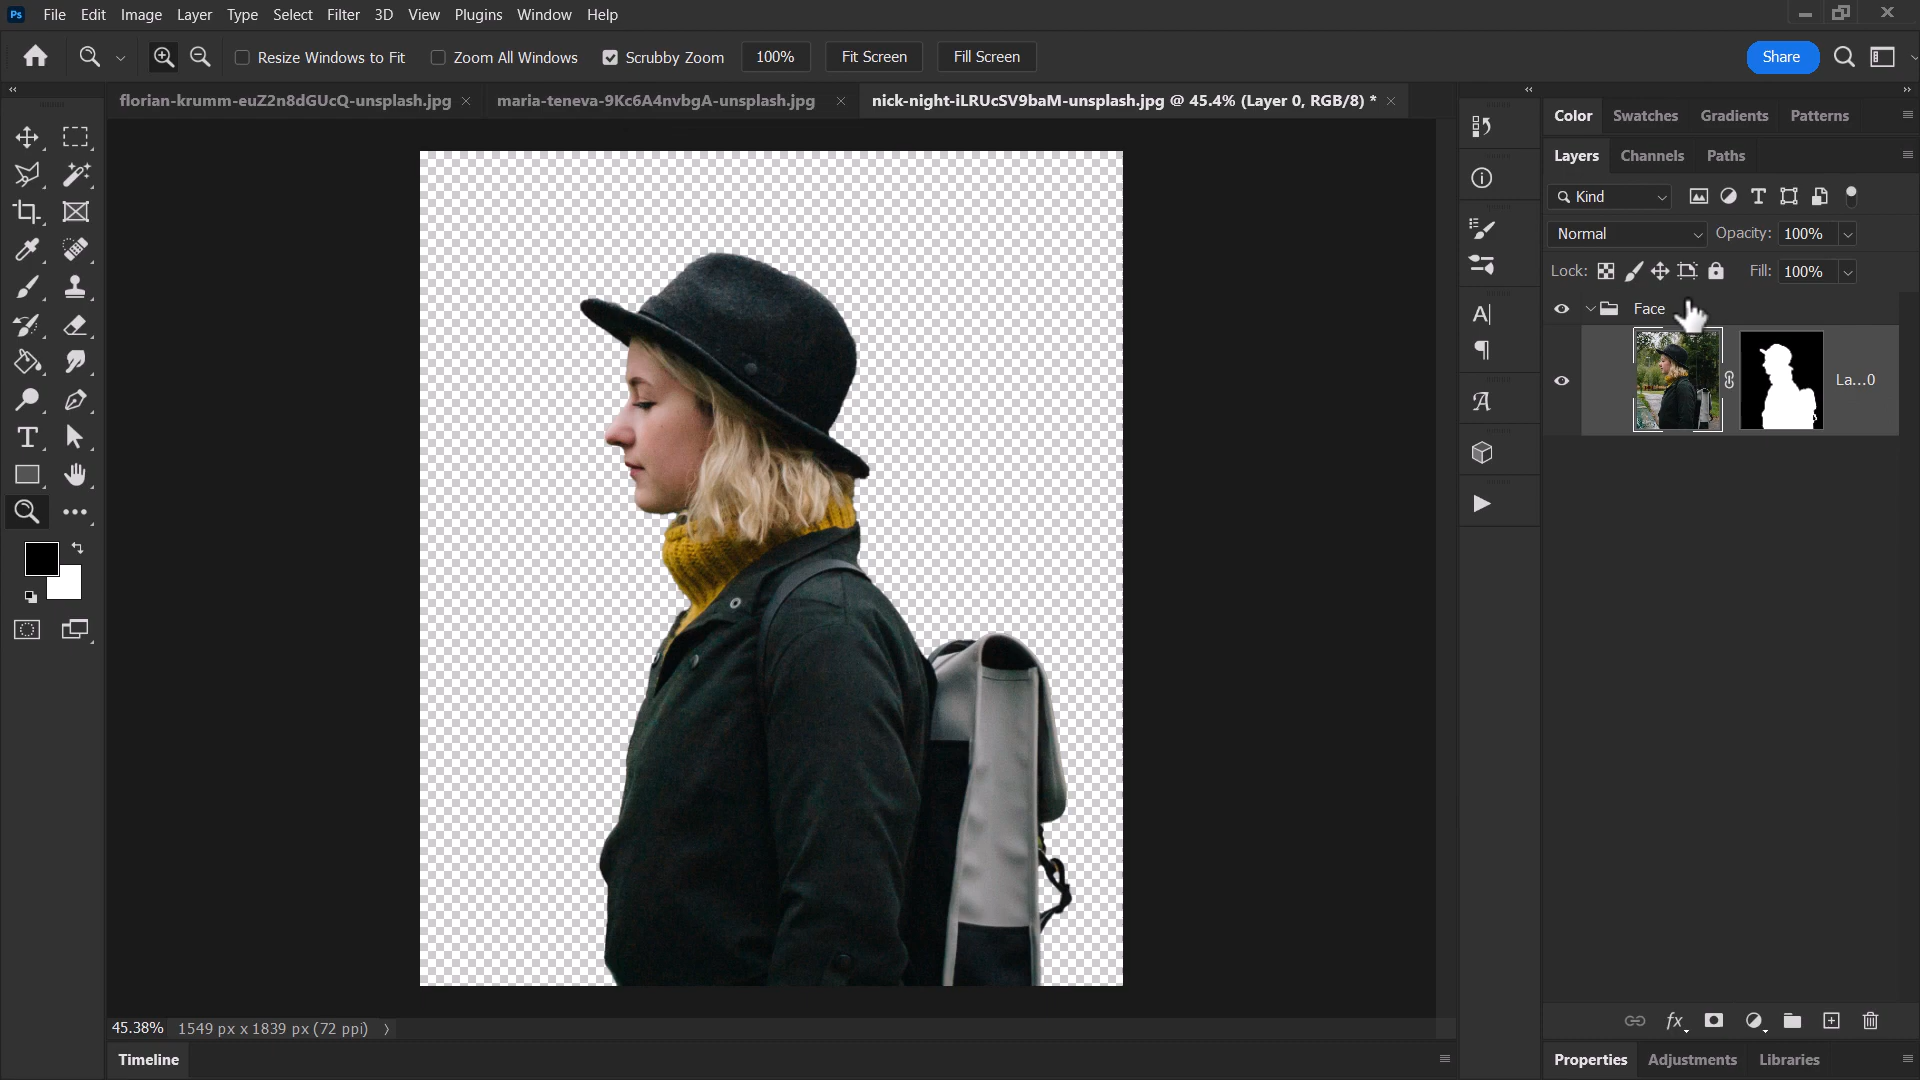 Ps File Edit Image Layer Type Select Filter 3D View Plugins Window Help
Resize Windows to Fit Zoom All Windows Scrubby Zoom 100% Fit Screen Fill Screen Share
florian-krumm-euZ2n8dGUcQ-unsplash.jpg maria-teneva-9Kc6A4nvbgA-unsplash.jpg nick-night-iLRUcSV9baM-unsplash.jpg @ 45.4% (Layer 0, RGB/8) *
Color Swatches Gradients Patterns
Layers Channels Paths
Kind
Normal Opacity: 100%
Lock: Fill: 100%
Face
La...0
fx
45.38% 1549 px x 1839 px (72 ppi)
Timeline
Properties Adjustments Libraries